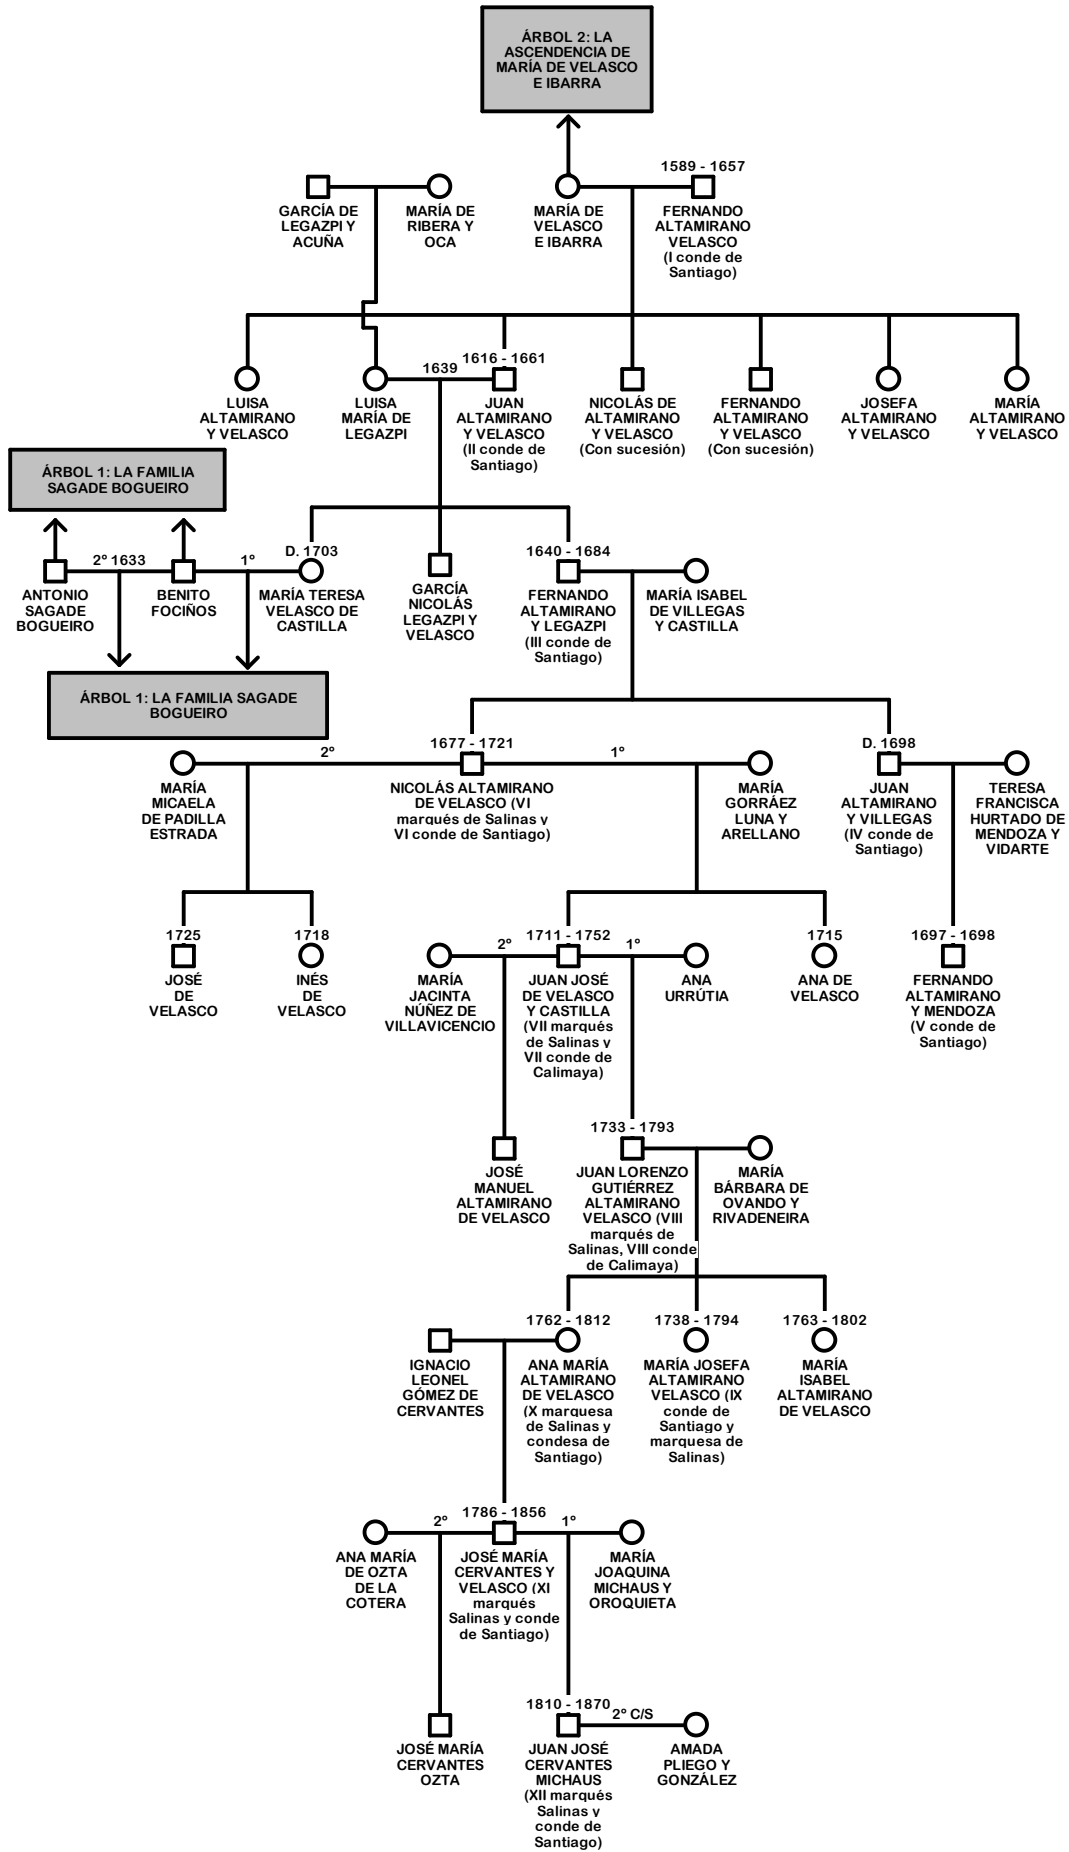 ÁRBOL 2: LA
ASCENDENCIA DE
MARÍA DE VELASCO
E IBARRA
1589 - 1657
GARCÍA DE
LEGAZPI Y
ACUÑA
MARÍA DE
RIBERA Y
OCA
MARÍA DE
VELASCO
E IBARRA
FERNANDO
ALTAMIRANO
VELASCO
(I conde de
Santiago)
1639
1616 - 1661
LUISA
ALTAMIRANO
Y VELASCO
LUISA
MARÍA DE
LEGAZPI
JUAN
ALTAMIRANO
Y VELASCO
(II conde de
Santiago)
NICOLÁS DE
ALTAMIRANO
Y VELASCO
(Con sucesión)
FERNANDO
ALTAMIRANO
Y VELASCO
(Con sucesión)
JOSEFA
ALTAMIRANO
Y VELASCO
MARÍA
ALTAMIRANO
Y VELASCO
ÁRBOL 1: LA FAMILIA
SAGADE BOGUEIRO
2º 1633
1º
D. 1703
1640 - 1684
ANTONIO
SAGADE
BOGUEIRO
BENITO
FOCIÑOS
MARÍA TERESA
VELASCO DE
CASTILLA
GARCÍA
NICOLÁS
LEGAZPI Y
VELASCO
FERNANDO
ALTAMIRANO
Y LEGAZPI
(III conde de
Santiago)
MARÍA ISABEL
DE VILLEGAS
Y CASTILLA
ÁRBOL 1: LA FAMILIA SAGADE
BOGUEIRO
2º
1677 - 1721
1º
D. 1698
MARÍA
MICAELA
DE PADILLA
ESTRADA
NICOLÁS ALTAMIRANO
DE VELASCO (VI
marqués de Salinas y
VI conde de Santiago)
MARÍA
GORRÁEZ
LUNA Y
ARELLANO
JUAN
ALTAMIRANO
Y VILLEGAS
(IV conde de
Santiago)
TERESA
FRANCISCA
HURTADO DE
MENDOZA Y
VIDARTE
1725
1718
2º
1711 - 1752
1º
1715
1697 - 1698
JOSÉ
DE
VELASCO
INÉS
DE
VELASCO
MARÍA
JACINTA
NÚÑEZ DE
VILLAVICENCIO
JUAN JOSÉ
DE VELASCO
Y CASTILLA
(VII marqués
de Salinas y
VII conde de
Calimaya)
ANA
URRÚTIA
ANA DE
VELASCO
FERNANDO
ALTAMIRANO
Y MENDOZA
(V conde de
Santiago)
1733 - 1793
JOSÉ
MANUEL
ALTAMIRANO
DE VELASCO
JUAN LORENZO
GUTIÉRREZ
ALTAMIRANO
VELASCO (VIII
marqués de
Salinas, VIII conde
de Calimaya)
MARÍA
BÁRBARA DE
OVANDO Y
RIVADENEIRA
1762 - 1812
1738 - 1794
1763 - 1802
IGNACIO
LEONEL
GÓMEZ DE
CERVANTES
ANA MARÍA
ALTAMIRANO
DE VELASCO
(X marquesa
de Salinas y
condesa de
Santiago)
MARÍA JOSEFA
ALTAMIRANO
VELASCO (IX
conde de
Santiago y
marquesa de
Salinas)
MARÍA
ISABEL
ALTAMIRANO
DE VELASCO
2º
1786 - 1856
1º
ANA MARÍA
DE OZTA
DE LA
COTERA
JOSÉ MARÍA
CERVANTES Y
VELASCO (XI
marqués
Salinas y conde
de Santiago)
MARÍA
JOAQUINA
MICHAUS Y
OROQUIETA
1810 - 1870
2º C/S
JOSÉ MARÍA
CERVANTES
OZTA
JUAN JOSÉ
CERVANTES
MICHAUS
(XII marqués
Salinas y
conde de
Santiago)
AMADA
PLIEGO Y
GONZÁLEZ